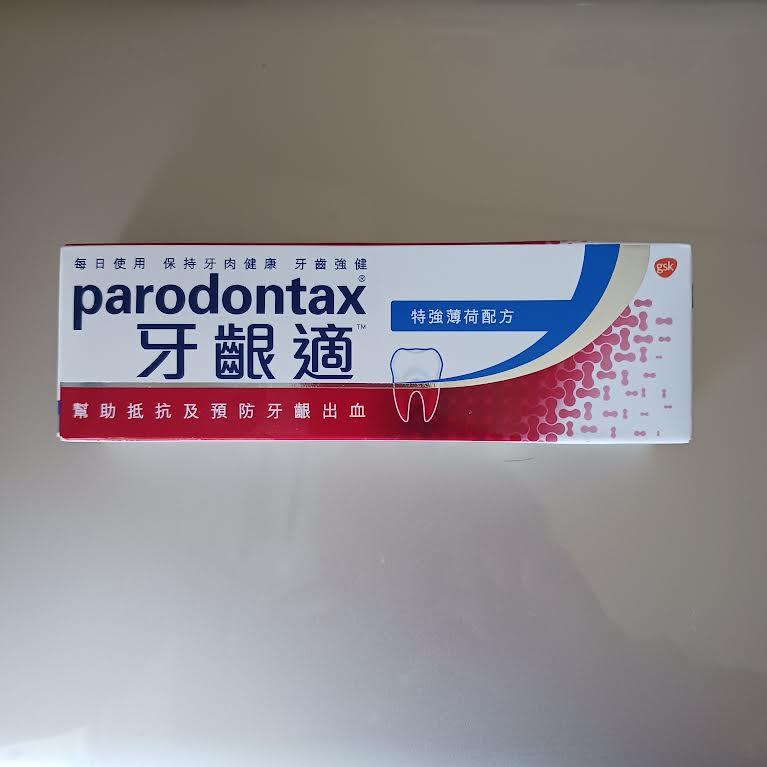 每日使用 保持牙肉健康 牙齒強健
parodontax®
牙齦適™
特強薄荷配方
幫助抵抗及預防牙齦出血
gsk